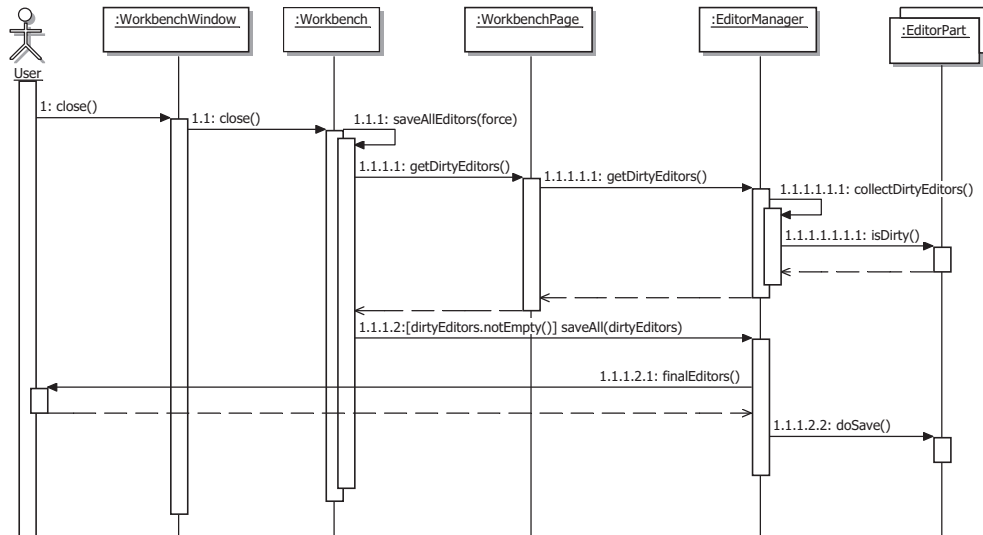 :WorkbenchWindow
:Workbench
:WorkbenchPage
:EditorManager
:EditorPart
User
1: close()
1.1: close()
1.1.1: saveAllEditors(force)
1.1.1.1: getDirtyEditors()
1.1.1.1.1: getDirtyEditors()
1.1.1.1.1.1: collectDirtyEditors()
1.1.1.1.1.1.1: isDirty()
1.1.1.2:[dirtyEditors.notEmpty()] saveAll(dirtyEditors)
1.1.1.2.1: finalEditors()
1.1.1.2.2: doSave()